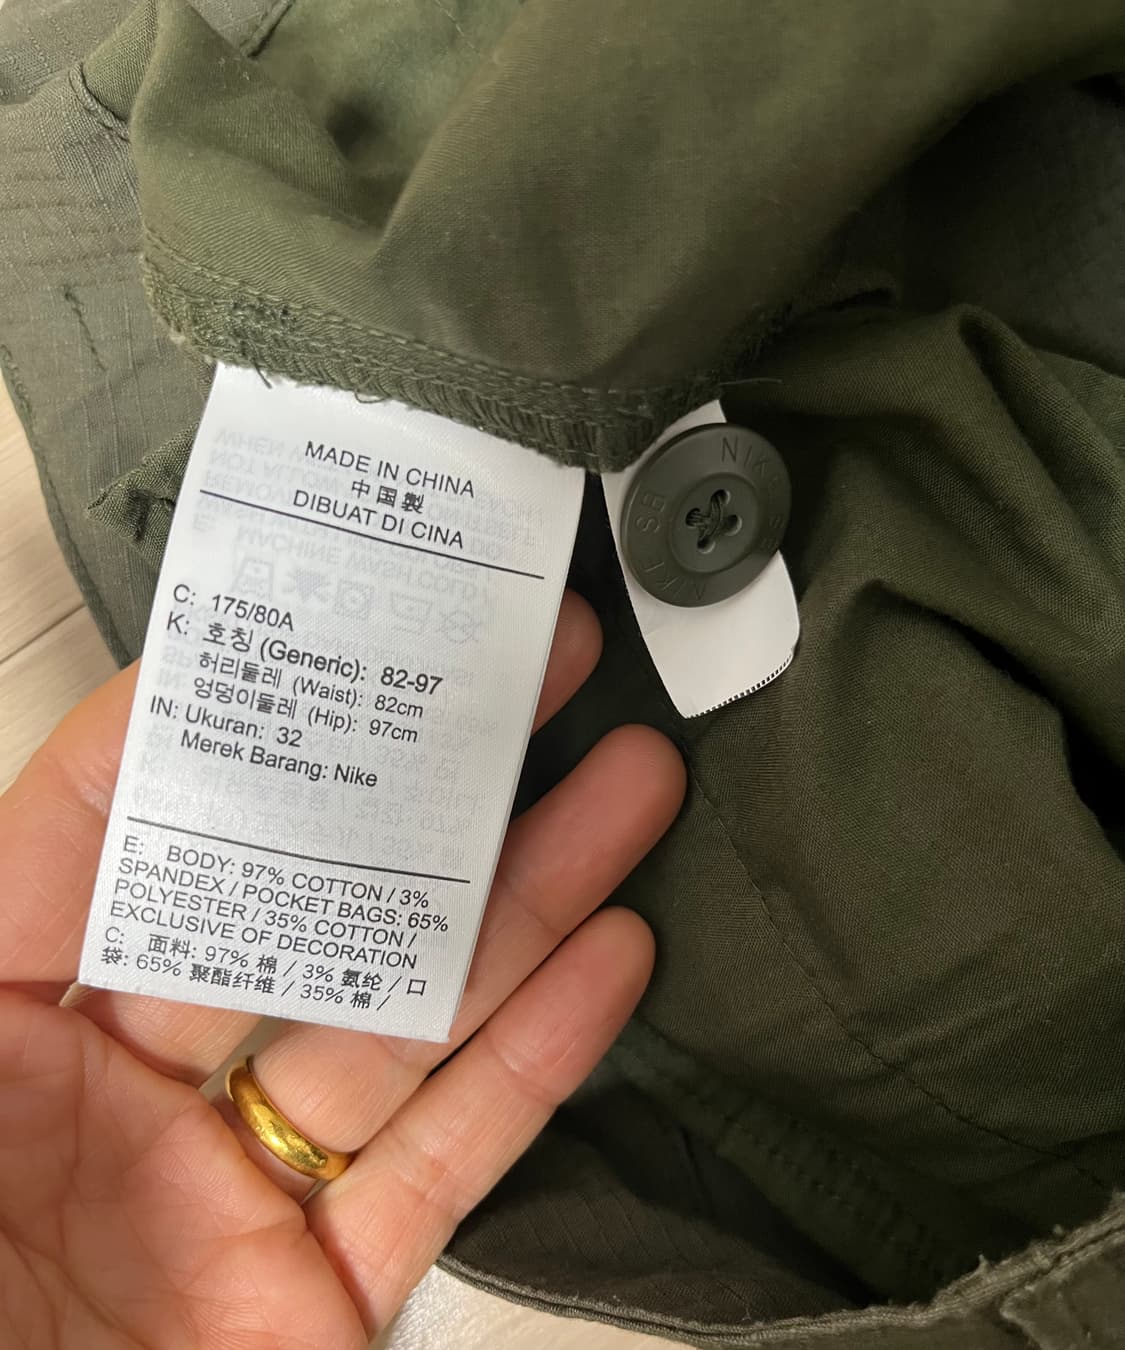 MADE IN CHINA
中国製
DIBUAT DI CINA
C: 175/80A
K: 호칭 (Generic): 82-97
허리둘레 (Waist): 82cm
엉덩이둘레 (Hip): 97cm
IN: Ukuran: 32
Merek Barang: Nike
E: BODY: 97% COTTON / 3%
SPANDEX / POCKET BAGS: 65%
POLYESTER / 35% COTTON /
EXCLUSIVE OF DECORATION
C: 面料: 97% 棉 / 3% 氨纶 / 口
袋: 65% 聚酯纤维 / 35% 棉 /
NIKE SB
NIKE SB